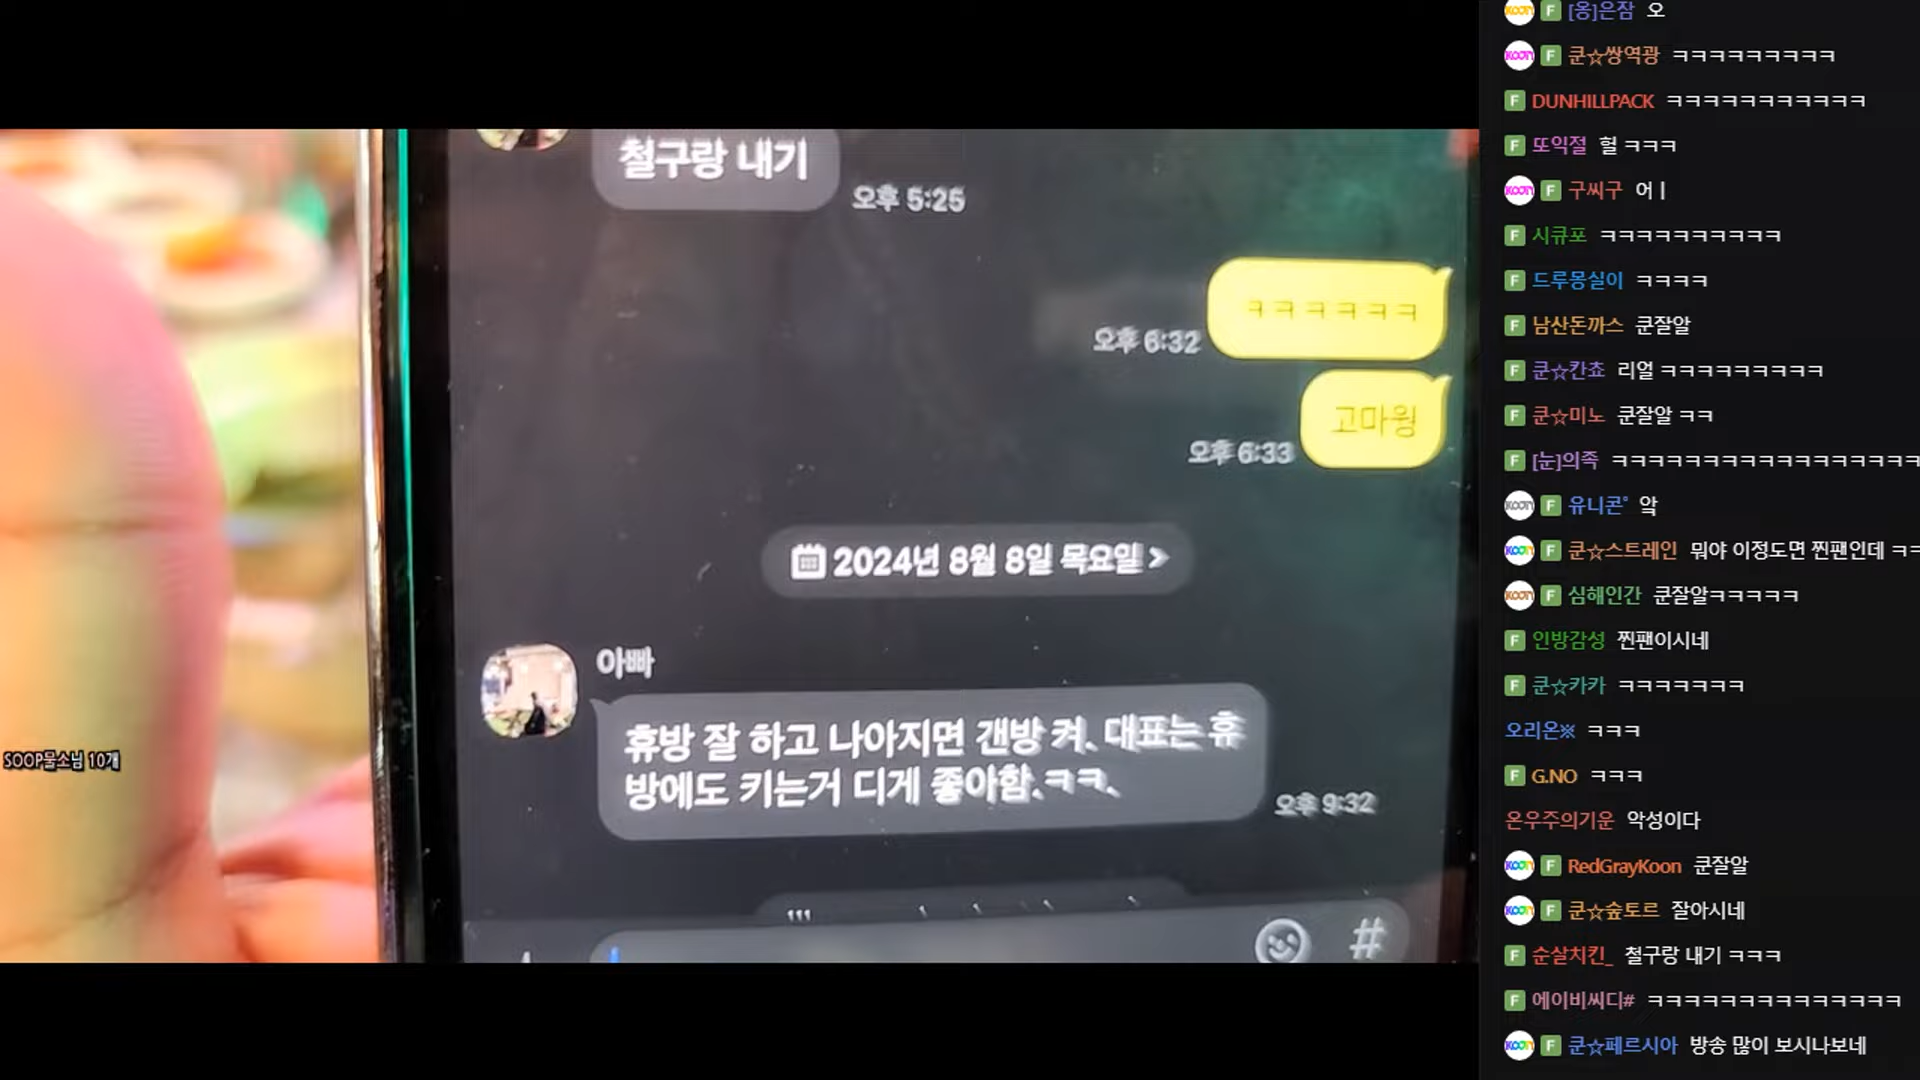 철구랑 내기
오후 5:25
ㅋㅋㅋㅋㅋㅋ
오후 6:32
고마웡
오후 6:33
2024년 8월 8일 목요일 >
아빠
휴방 잘 하고 나아지면 갠방 켜. 대표는 휴
방에도 키는거 디게 좋아함.ㅋㅋ.
오후 9:32
#
SOOP물소님 10개
[옹]은잠 오
쿤☆쌍역광 ㅋㅋㅋㅋㅋㅋㅋㅋㅋ
DUNHILLPACK ㅋㅋㅋㅋㅋㅋㅋㅋㅋㅋㅋ
또익절 헐 ㅋㅋㅋ
구씨구 어ㅣ
시큐포 ㅋㅋㅋㅋㅋㅋㅋㅋㅋㅋ
드루몽실이 ㅋㅋㅋㅋ
남산돈까스 쿤잘알
쿤☆칸쵸 리얼 ㅋㅋㅋㅋㅋㅋㅋㅋㅋ
쿤☆미노 쿤잘알 ㅋㅋ
[눈]의족 ㅋㅋㅋㅋㅋㅋㅋㅋㅋㅋㅋㅋㅋㅋㅋㅋㅋ
유니콘° 악
쿤☆스트레인 뭐야 이정도면 찐팬인데 ㅋㅋ
심해인간 쿤잘알ㅋㅋㅋㅋㅋ
인방감성 찐팬이시네
쿤☆카카 ㅋㅋㅋㅋㅋㅋㅋ
오리온※ ㅋㅋㅋ
G.NO ㅋㅋㅋ
온우주의기운 악성이다
RedGrayKoon 쿤잘알
쿤☆숲토르 잘아시네
순살치킨_ 철구랑 내기 ㅋㅋㅋ
에이비씨디# ㅋㅋㅋㅋㅋㅋㅋㅋㅋㅋㅋㅋㅋㅋ
쿤☆페르시아 방송 많이 보시나보네